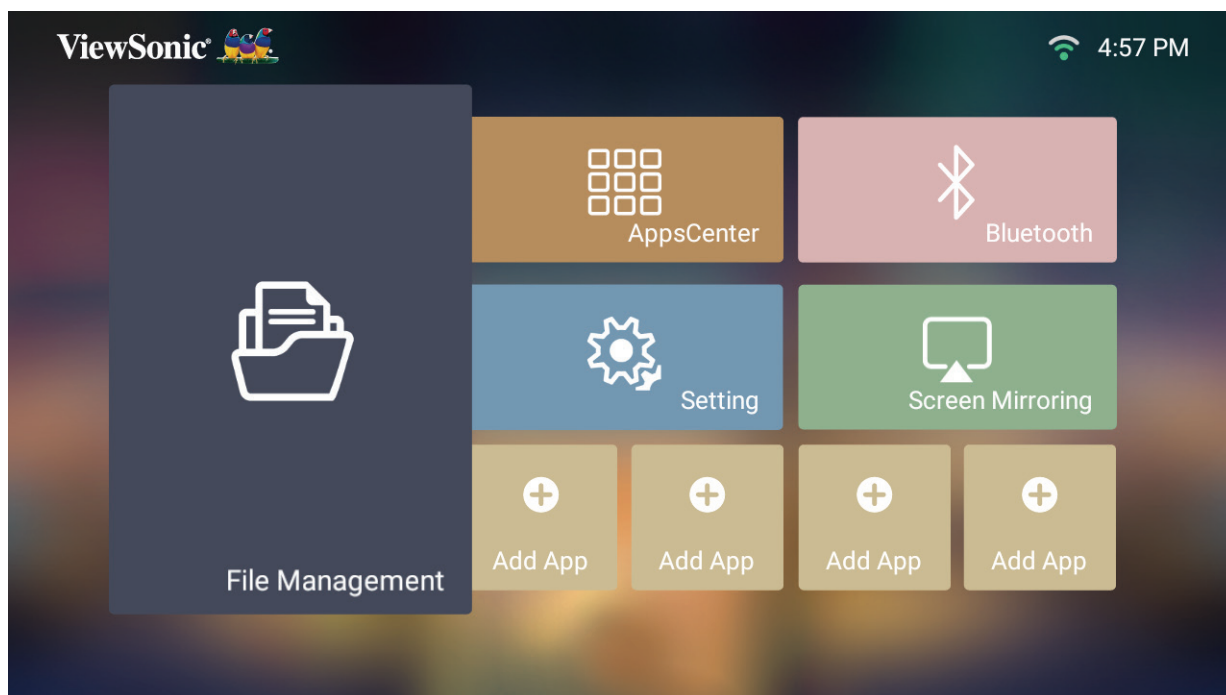 ViewSonic®
4:57 PM
AppsCenter
Bluetooth
Setting
Screen Mirroring
File Management
Add App
Add App
Add App
Add App